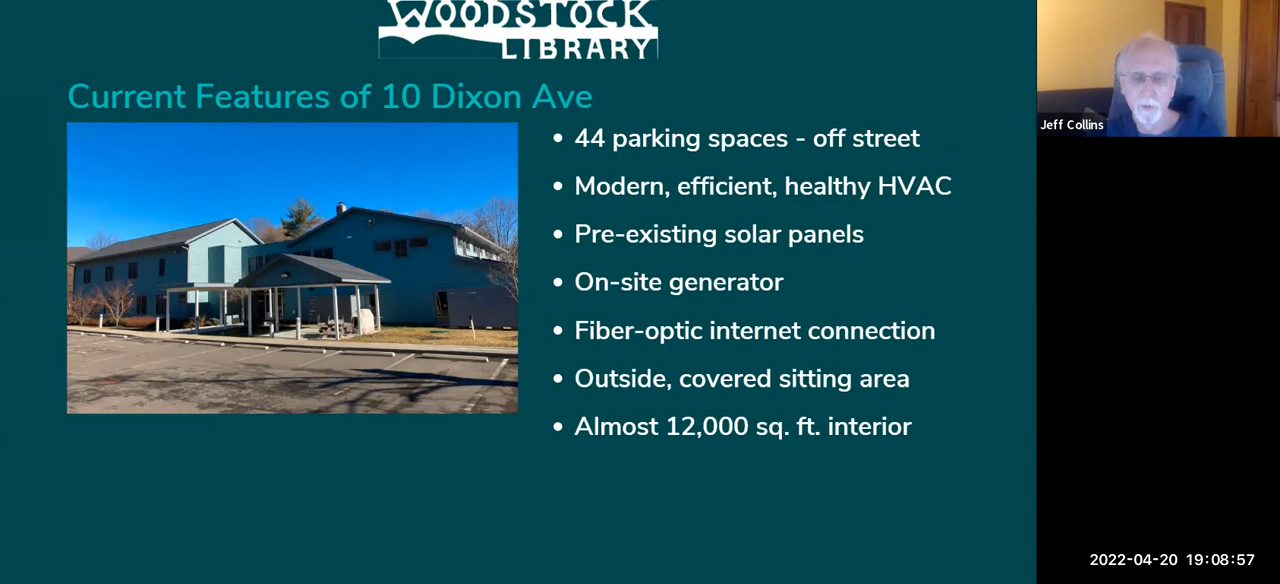 WOODSTOCK
LIBRARY
Current Features of 10 Dixon Ave
• 44 parking spaces - off street
• Modern, efficient, healthy HVAC
• Pre-existing solar panels
• On-site generator
• Fiber-optic internet connection
• Outside, covered sitting area
• Almost 12,000 sq. ft. interior
Jeff Collins
2022-04-20 19:08:57